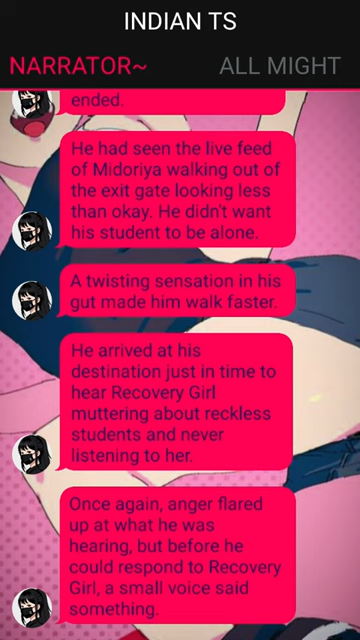 INDIAN TS
NARRATOR~ ALL MIGHT
ended.
He had seen the live feed
of Midoriya walking out of
the exit gate looking less
than okay. He didn't want
his student to be alone.
A twisting sensation in his
gut made him walk faster.
He arrived at his
destination just in time to
hear Recovery Girl
muttering about reckless
students and never
listening to her.
Once again, anger flared
up at what he was
hearing, but before he
could respond to Recovery
Girl, a small voice said
something.